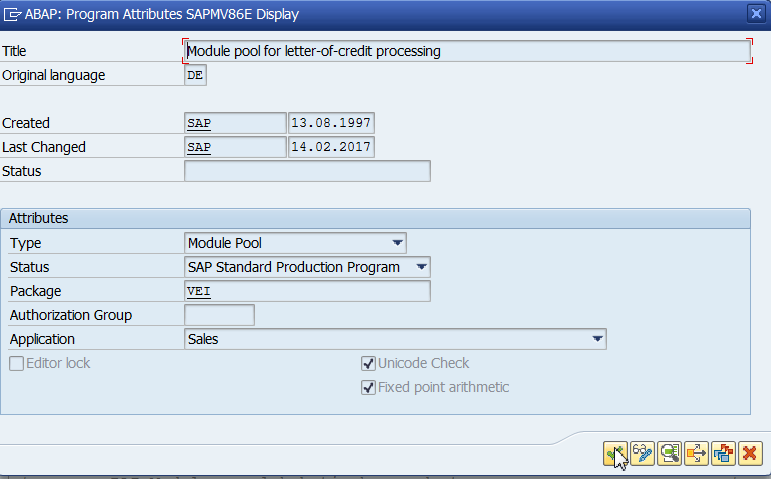 ABAP: Program Attributes SAPMV86E Display
Title Module pool for letter-of-credit processing
Original language DE
Created SAP 13.08.1997
Last Changed SAP 14.02.2017
Status
Attributes
Type Module Pool
Status SAP Standard Production Program
Package VEI
Authorization Group
Application Sales
Editor lock Unicode Check
Fixed point arithmetic